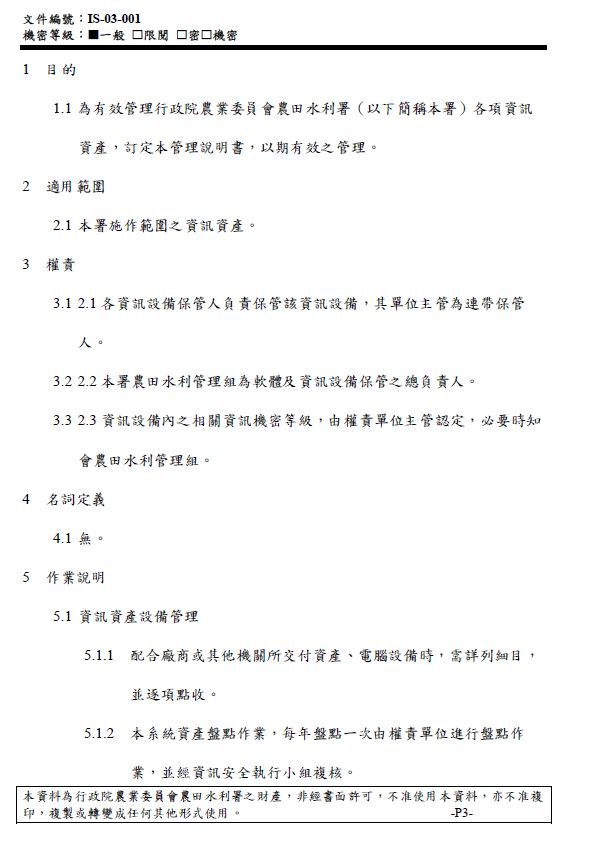 文件編號：IS-03-001
機密等級：■一般 □限閱 □密□機密
1 目的
1.1 為有效管理行政院農業委員會農田水利署（以下簡稱本署）各項資訊
資產，訂定本管理說明書，以期有效之管理。
2 適用範圍
2.1 本署施作範圍之資訊資產。
3 權責
3.1 2.1 各資訊設備保管人負責保管該資訊設備，其單位主管為連帶保管
人。
3.2 2.2 本署農田水利管理組為軟體及資訊設備保管之總負責人。
3.3 2.3 資訊設備內之相關資訊機密等級，由權責單位主管認定，必要時知
會農田水利管理組。
4 名詞定義
4.1 無。
5 作業說明
5.1 資訊資產設備管理
5.1.1 配合廠商或其他機關所交付資產、電腦設備時，需詳列細目，
並逐項點收。
5.1.2 本系統資產盤點作業，每年盤點一次由權責單位進行盤點作
業，並經資訊安全執行小組複核。
本資料為行政院農業委員會農田水利署之財產，非經書面許可，不准使用本資料，亦不准複
印，複製或轉變成任何其他形式使用。 -P3-